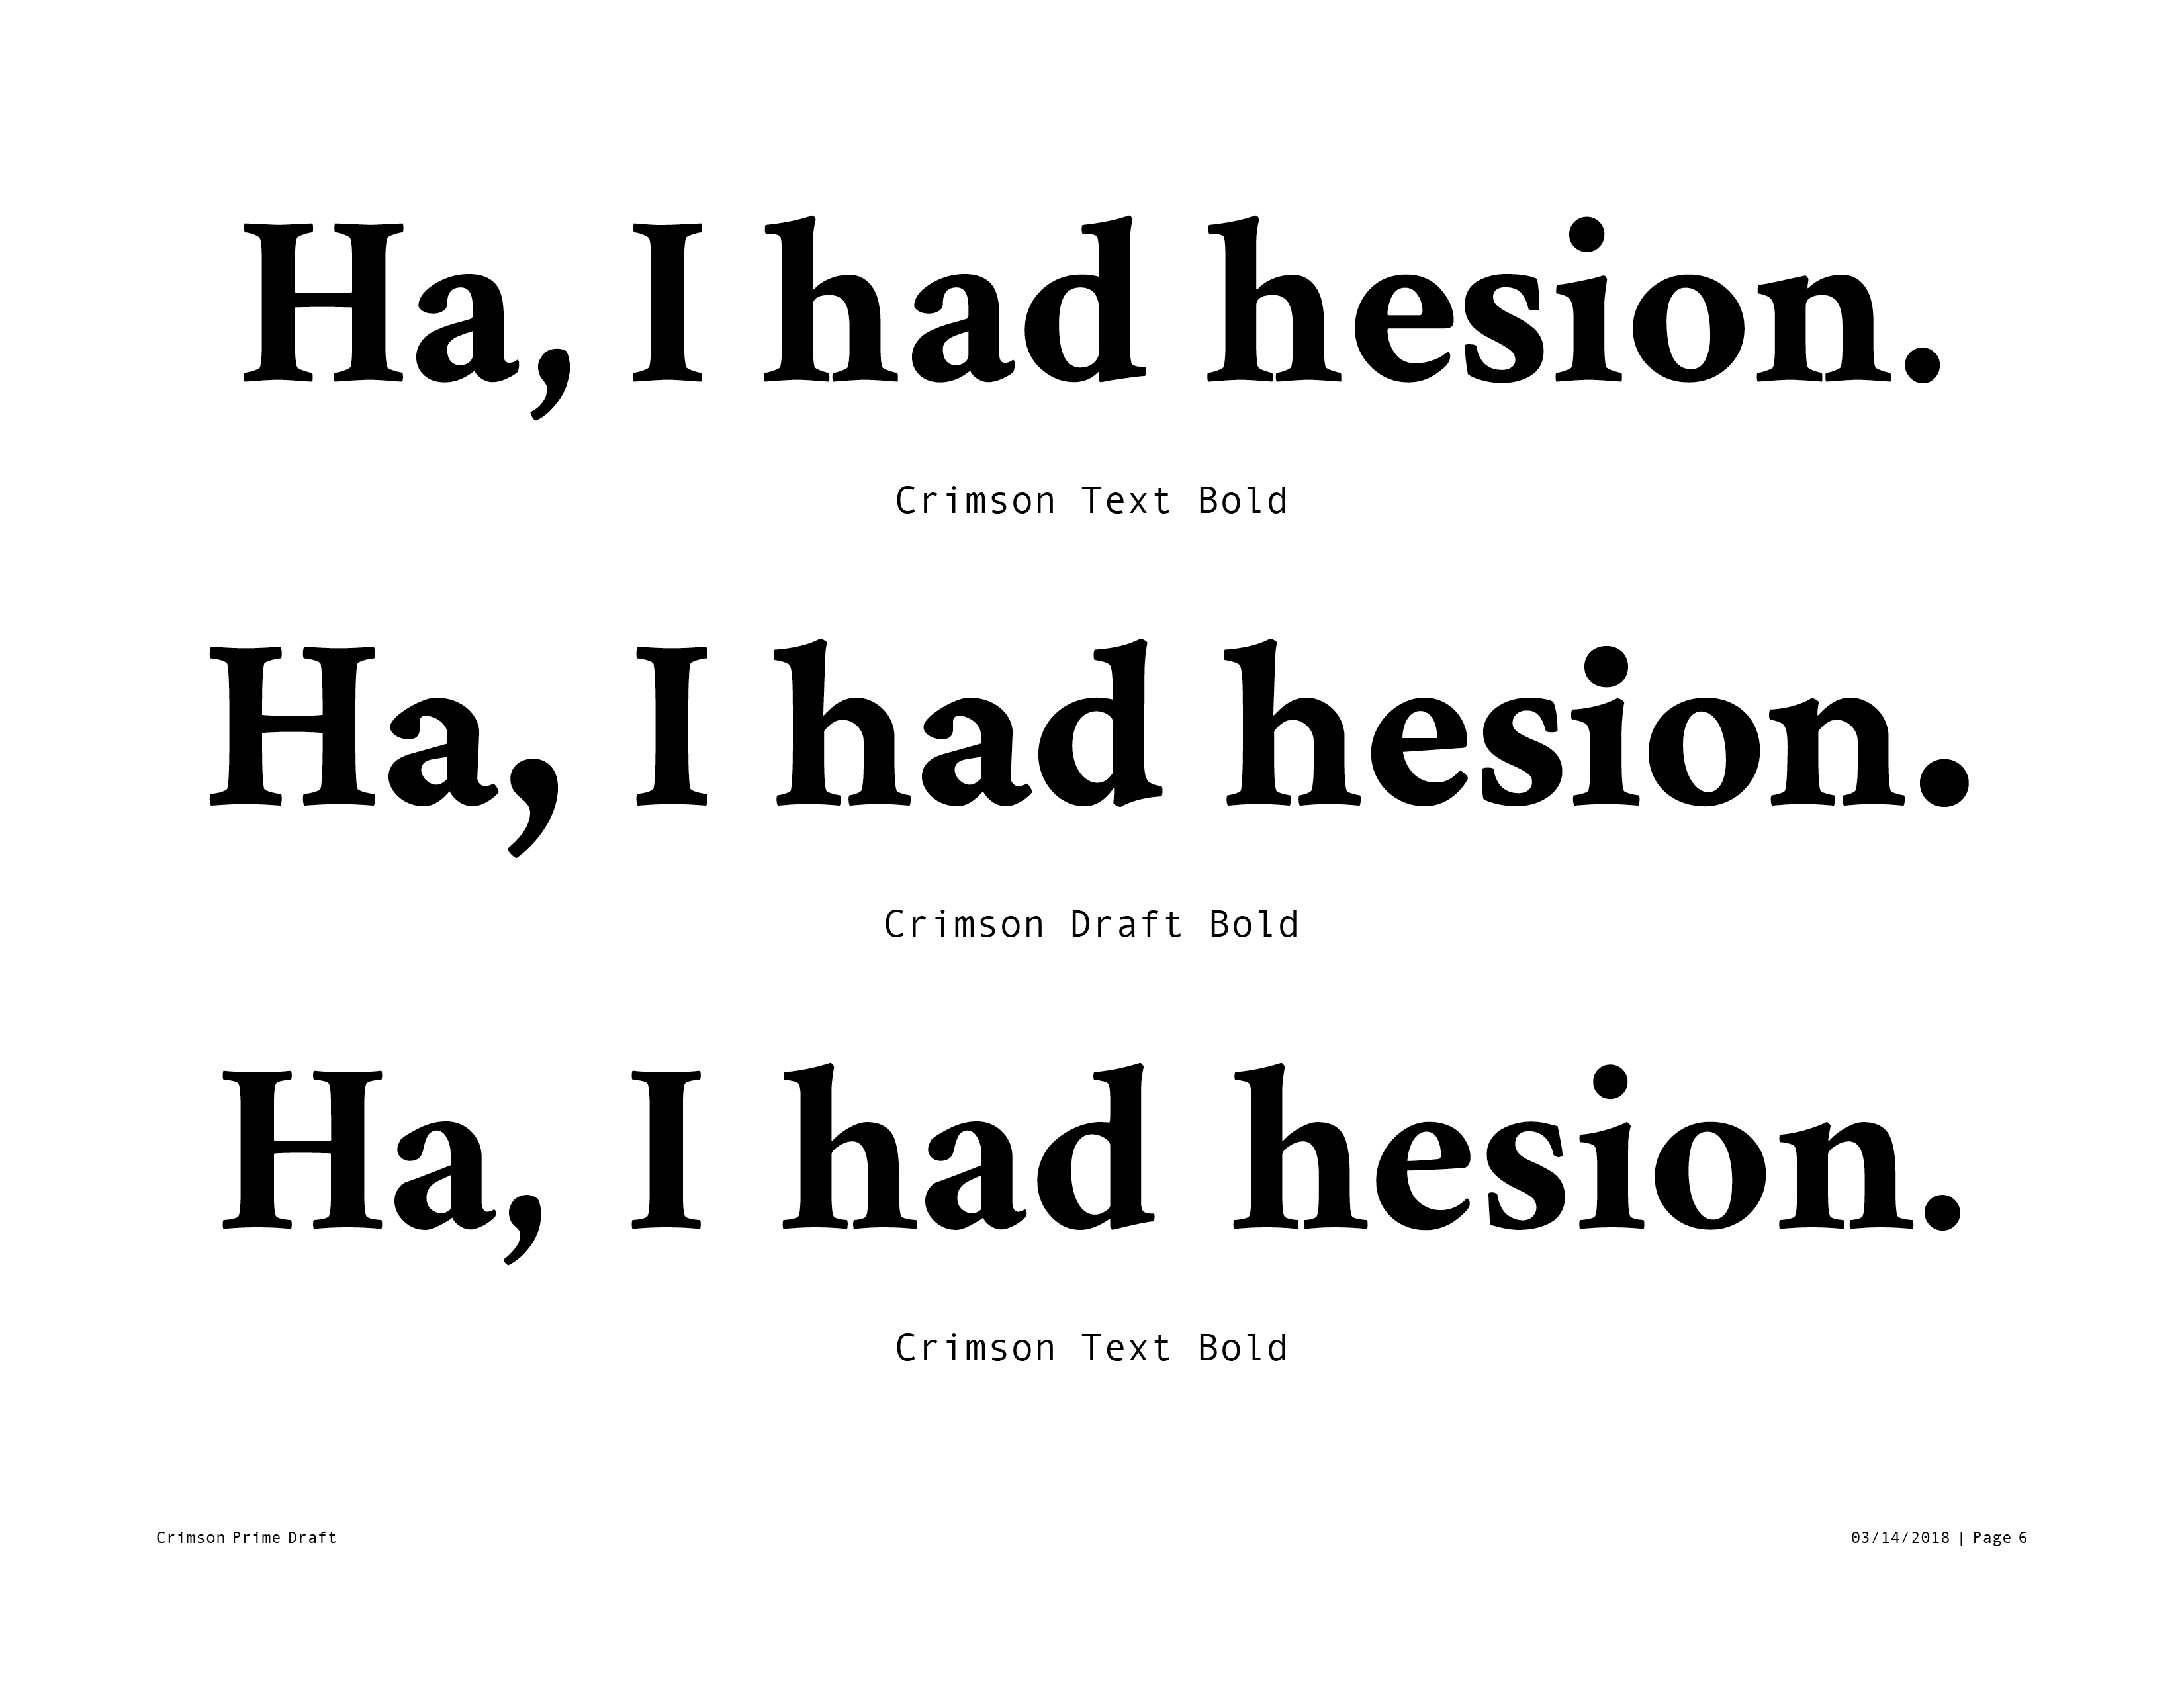 Ha, I had hesion.
Crimson Text Bold
Ha, I had hesion.
Crimson Draft Bold
Ha, I had hesion.
Crimson Text Bold
Crimson Prime Draft
03/14/2018 | Page 6